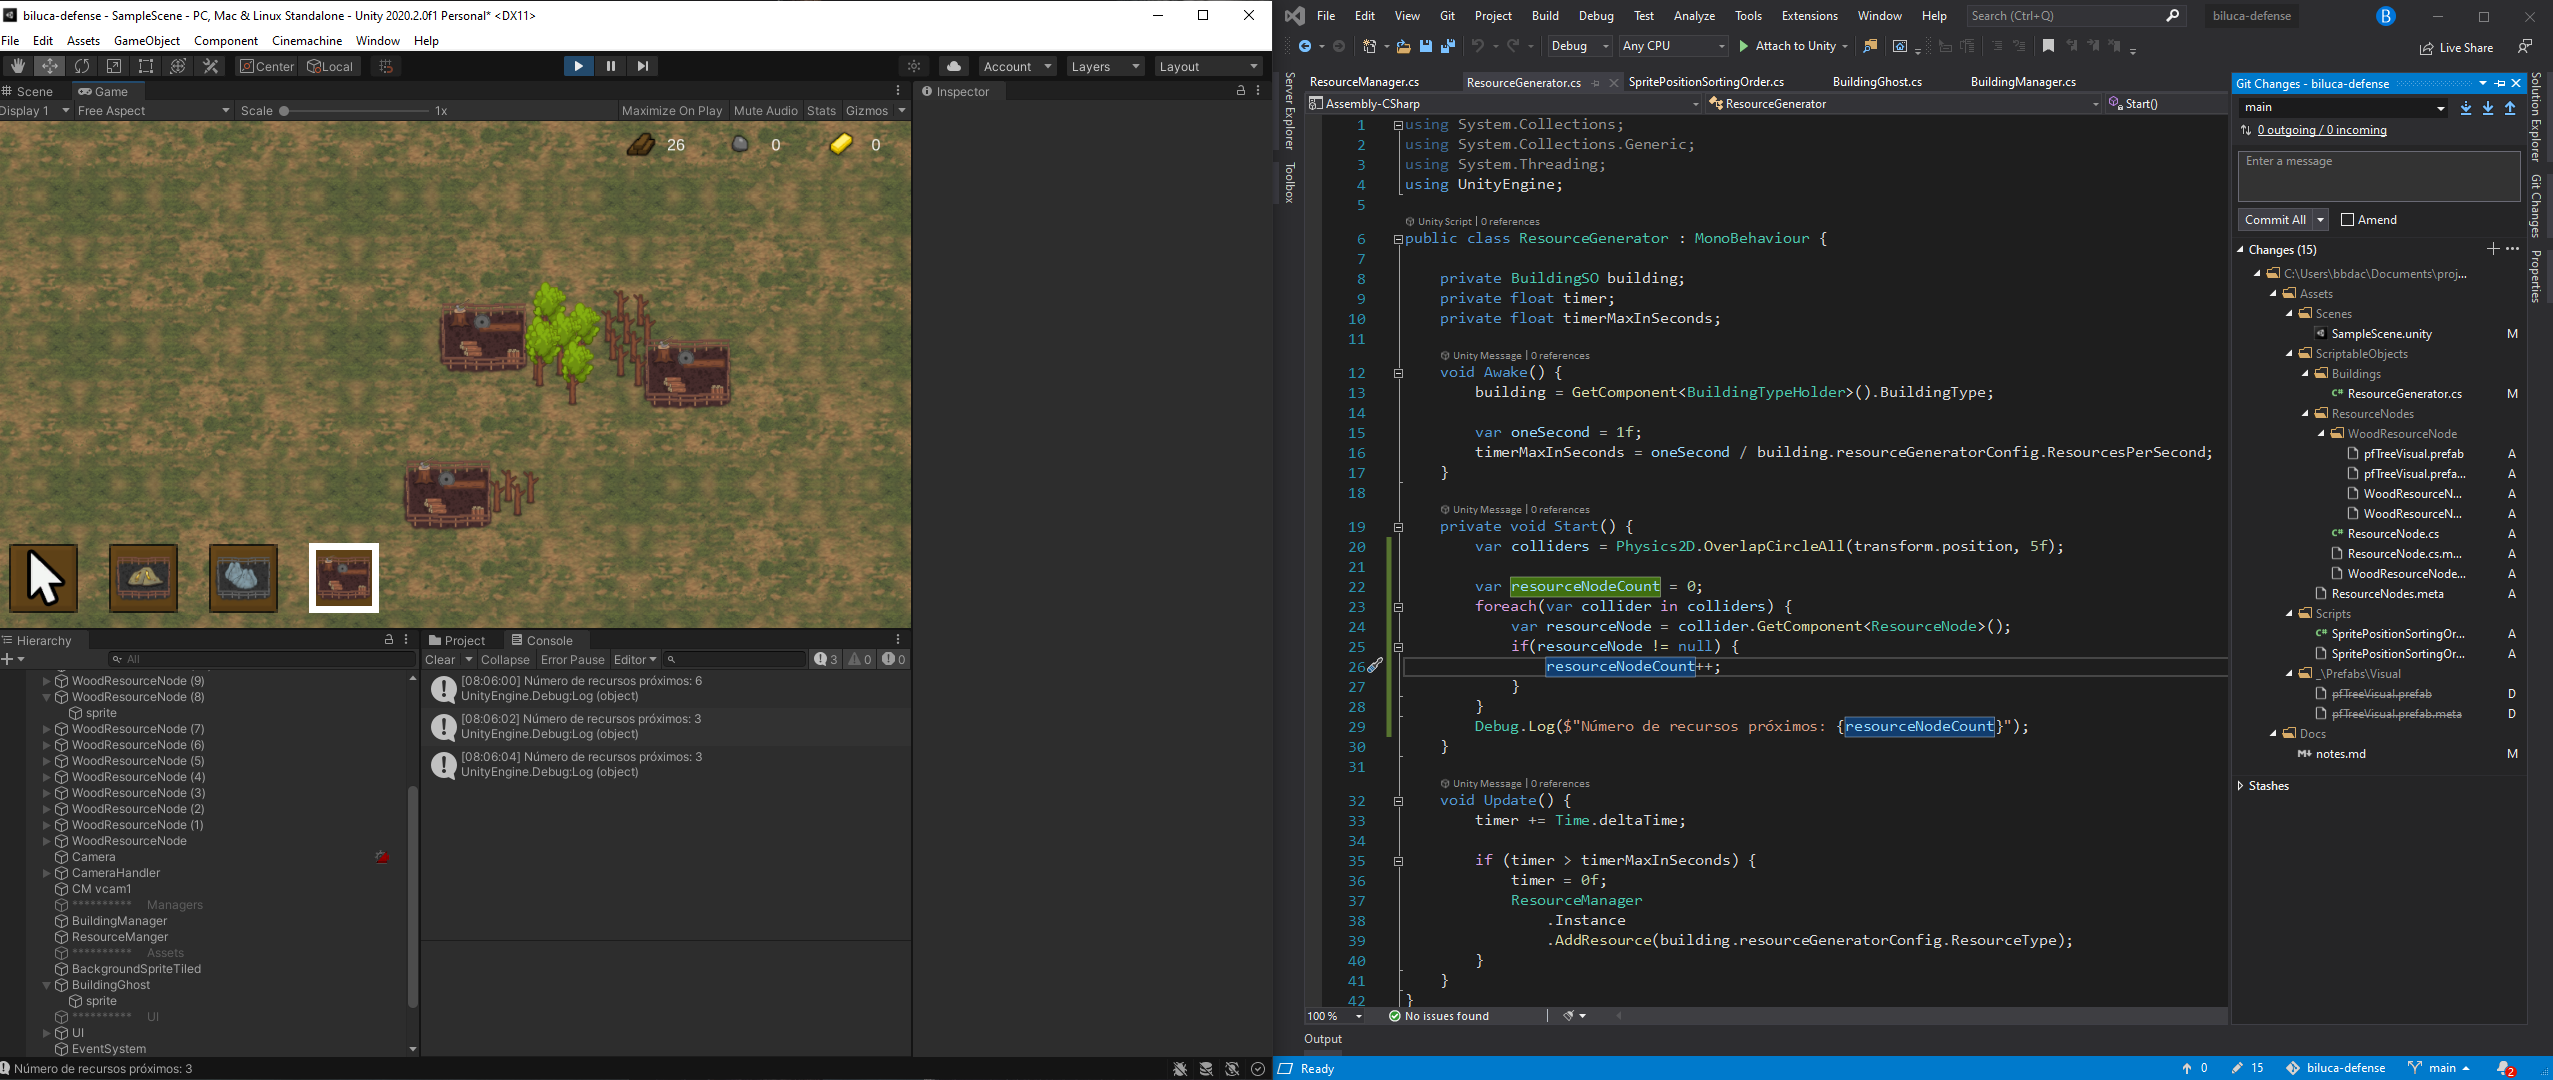 biluca-defense - SampleScene - PC, Mac & Linux Standalone - Unity 2020.2.0f1 Personal* <DX11>
File Edit Assets GameObject Component Cinemachine Window Help
Center Local
Account Layers Layout
Scene Game
Display 1 Free Aspect Scale 1x Maximize On Play Mute Audio Stats Gizmos
26 0 0
Hierarchy
All
WoodResourceNode (9)
WoodResourceNode (8)
sprite
WoodResourceNode (7)
WoodResourceNode (6)
WoodResourceNode (5)
WoodResourceNode (4)
WoodResourceNode (3)
WoodResourceNode (2)
WoodResourceNode (1)
WoodResourceNode
Camera
CameraHandler
CM vcam1
********** Managers
BuildingManager
ResourceManger
********** Assets
BackgroundSpriteTiled
BuildingGhost
sprite
********** UI
UI
EventSystem
Project Console
Clear Collapse Error Pause Editor 3 0 0
[08:06:00] Número de recursos próximos: 6
UnityEngine.Debug:Log (object)
[08:06:02] Número de recursos próximos: 3
UnityEngine.Debug:Log (object)
[08:06:04] Número de recursos próximos: 3
UnityEngine.Debug:Log (object)
Número de recursos próximos: 3
Inspector
File Edit View Git Project Build Debug Test Analyze Tools Extensions Window Help Search (Ctrl+Q) biluca-defense B
Debug Any CPU Attach to Unity Live Share
Server Explorer
Toolbox
ResourceManager.cs ResourceGenerator.cs SpritePositionSortingOrder.cs BuildingGhost.cs BuildingManager.cs
Assembly-CSharp ResourceGenerator Start()
1 using System.Collections;
2 using System.Collections.Generic;
3 using System.Threading;
4 using UnityEngine;
5
Unity Script | 0 references
6 public class ResourceGenerator : MonoBehaviour {
7
8 private BuildingSO building;
9 private float timer;
10 private float timerMaxInSeconds;
11
Unity Message | 0 references
12 void Awake() {
13 building = GetComponent<BuildingTypeHolder>().BuildingType;
14
15 var oneSecond = 1f;
16 timerMaxInSeconds = oneSecond / building.resourceGeneratorConfig.ResourcesPerSecond;
17 }
18
Unity Message | 0 references
19 private void Start() {
20 var colliders = Physics2D.OverlapCircleAll(transform.position, 5f);
21
22 var resourceNodeCount = 0;
23 foreach(var collider in colliders) {
24 var resourceNode = collider.GetComponent<ResourceNode>();
25 if(resourceNode != null) {
26 resourceNodeCount++;
27 }
28 }
29 Debug.Log($"Número de recursos próximos: {resourceNodeCount}");
30 }
31
Unity Message | 0 references
32 void Update() {
33 timer += Time.deltaTime;
34
35 if (timer > timerMaxInSeconds) {
36 timer = 0f;
37 ResourceManager
38 .Instance
39 .AddResource(building.resourceGeneratorConfig.ResourceType);
40 }
41 }
42 }
100 % No issues found
Output
Ready 0 15 biluca-defense main 2
Git Changes - biluca-defense
main
0 outgoing / 0 incoming
Enter a message
Commit All Amend
Changes (15)
C:\Users\bbdac\Documents\proj...
Assets
Scenes
SampleScene.unity M
ScriptableObjects
Buildings
ResourceGenerator.cs M
ResourceNodes
WoodResourceNode
pfTreeVisual.prefab A
pfTreeVisual.prefa... A
WoodResourceN... A
WoodResourceN... A
ResourceNode.cs A
ResourceNode.cs.m... A
WoodResourceNode... A
ResourceNodes.meta A
Scripts
SpritePositionSortingOr... A
SpritePositionSortingOr... A
_\Prefabs\Visual
pfTreeVisual.prefab D
pfTreeVisual.prefab.meta D
Docs
notes.md M
Stashes
Solution Explorer
Git Changes
Properties